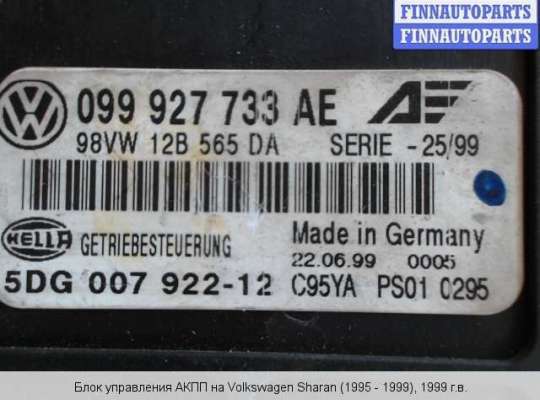 FINNAUTOPARTS
FINNAUTOPARTS
099 927 733 AE
98VW 12B 565 DA SERIE - 25/99
HELLA GETRIEBESTEUERUNG Made in Germany
22.06.99 0005
5DG 007 922-12 C95YA PS01 0295
Блок управления АКПП на Volkswagen Sharan (1995 - 1999), 1999 г.в.